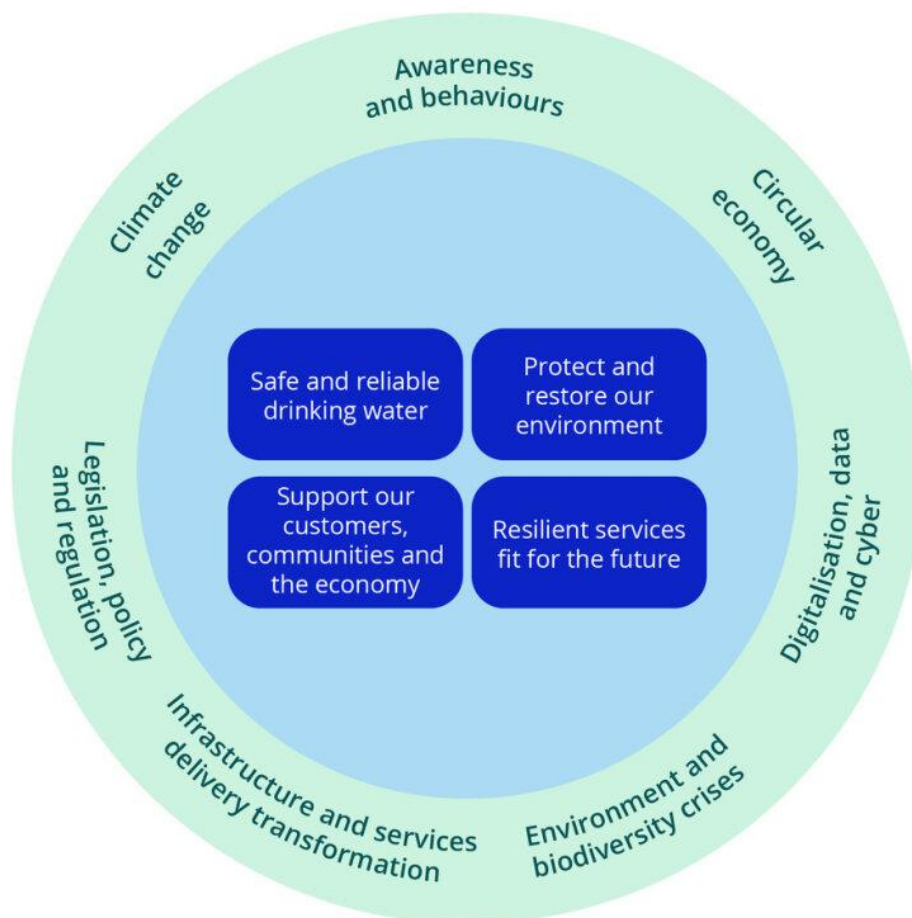 Awareness
and behaviours
Circular
economy
Digitalisation, data
and cyber
Environment and
biodiversity crises
Infrastructure and services
delivery transformation
Legislation, policy
and regulation
Climate
change
Safe and reliable
drinking water
Protect and
restore our
environment
Support our
customers,
communities and
the economy
Resilient services
fit for the future